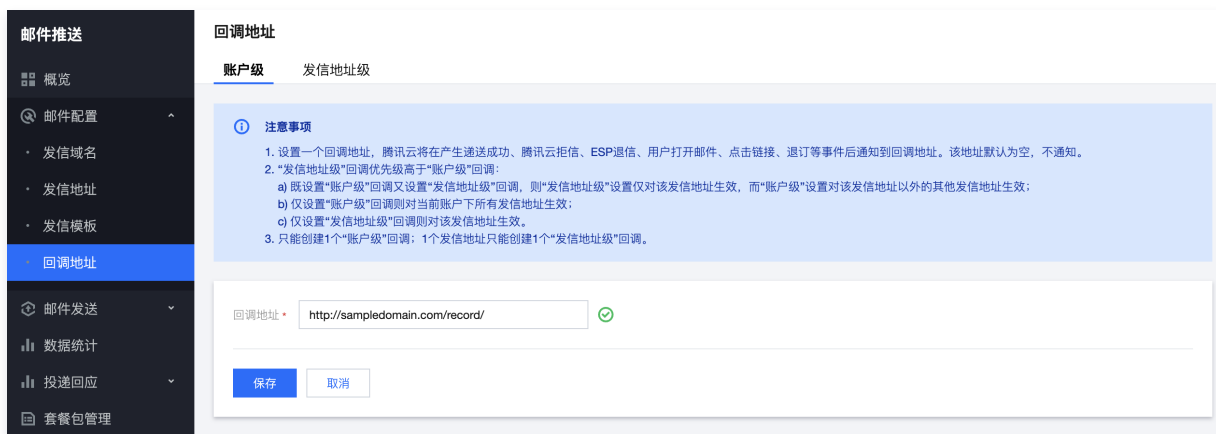 邮件推送
概览
邮件配置
发信域名
发信地址
发信模板
回调地址
邮件发送
数据统计
投递回应
套餐包管理
回调地址
账户级 发信地址级
注意事项
1. 设置一个回调地址，腾讯云将在产生递送成功、腾讯云拒信、ESP退信、用户打开邮件、点击链接、退订等事件后通知到回调地址。该地址默认为空，不通知。
2. “发信地址级”回调优先级高于“账户级”回调：
a) 既设置“账户级”回调又设置“发信地址级”回调，则“发信地址级”设置仅对该发信地址生效，而“账户级”设置对该发信地址以外的其他发信地址生效；
b) 仅设置“账户级”回调则对当前账户下所有发信地址生效；
c) 仅设置“发信地址级”回调则对该发信地址生效。
3. 只能创建1个“账户级”回调；1个发信地址只能创建1个“发信地址级”回调。
回调地址 * http://sampledomain.com/record/
保存 取消